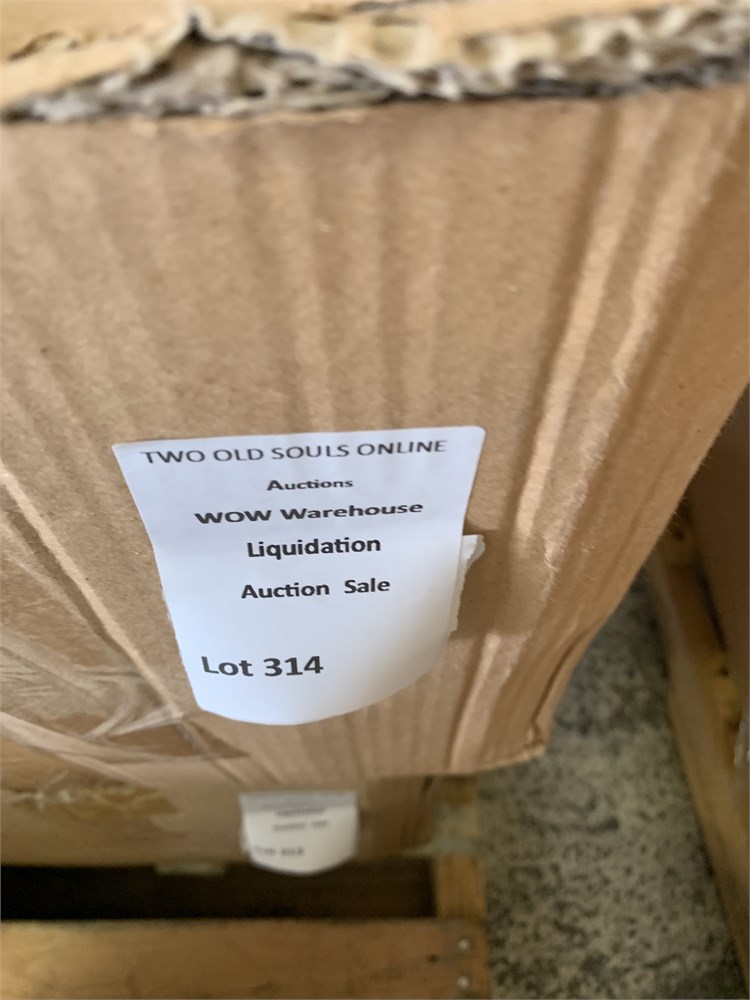 TWO OLD SOULS ONLINE
Auctions
WOW Warehouse
Liquidation
Auction Sale
Lot 314